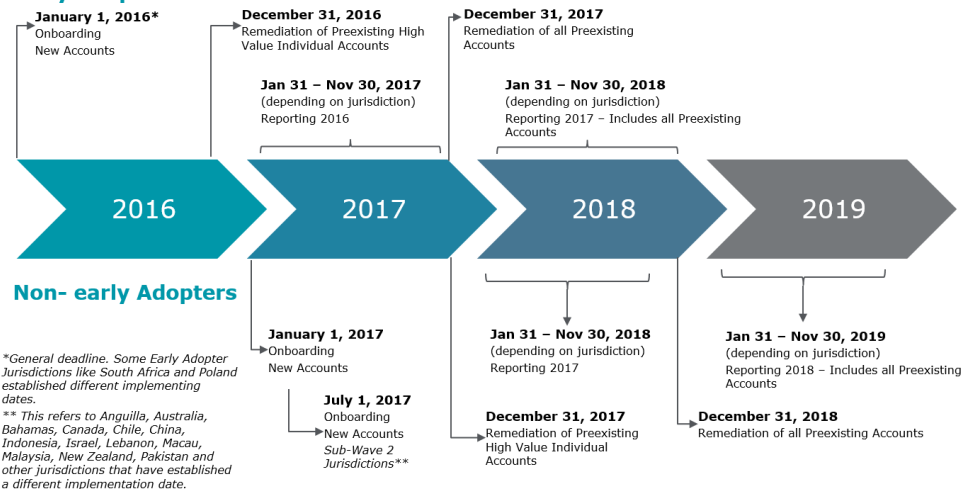 January 1, 2016*
Onboarding
New Accounts
December 31, 2016
Remediation of Preexisting High
Value Individual Accounts
December 31, 2017
Remediation of all Preexisting
Accounts
Jan 31 – Nov 30, 2017
(depending on jurisdiction)
Reporting 2016
Jan 31 – Nov 30, 2018
(depending on jurisdiction)
Reporting 2017 – Includes all Preexisting
Accounts
2016
2017
2018
2019
Non- early Adopters
January 1, 2017
Onboarding
New Accounts
July 1, 2017
Onboarding
New Accounts
Sub-Wave 2
Jurisdictions**
Jan 31 – Nov 30, 2018
(depending on jurisdiction)
Reporting 2017
December 31, 2017
Remediation of Preexisting
High Value Individual
Accounts
Jan 31 – Nov 30, 2019
(depending on jurisdiction)
Reporting 2018 – Includes all Preexisting
Accounts
December 31, 2018
Remediation of all Preexisting Accounts
*General deadline. Some Early Adopter
Jurisdictions like South Africa and Poland
established different implementing
dates.
** This refers to Anguilla, Australia,
Bahamas, Canada, Chile, China,
Indonesia, Israel, Lebanon, Macau,
Malaysia, New Zealand, Pakistan and
other jurisdictions that have established
a different implementation date.